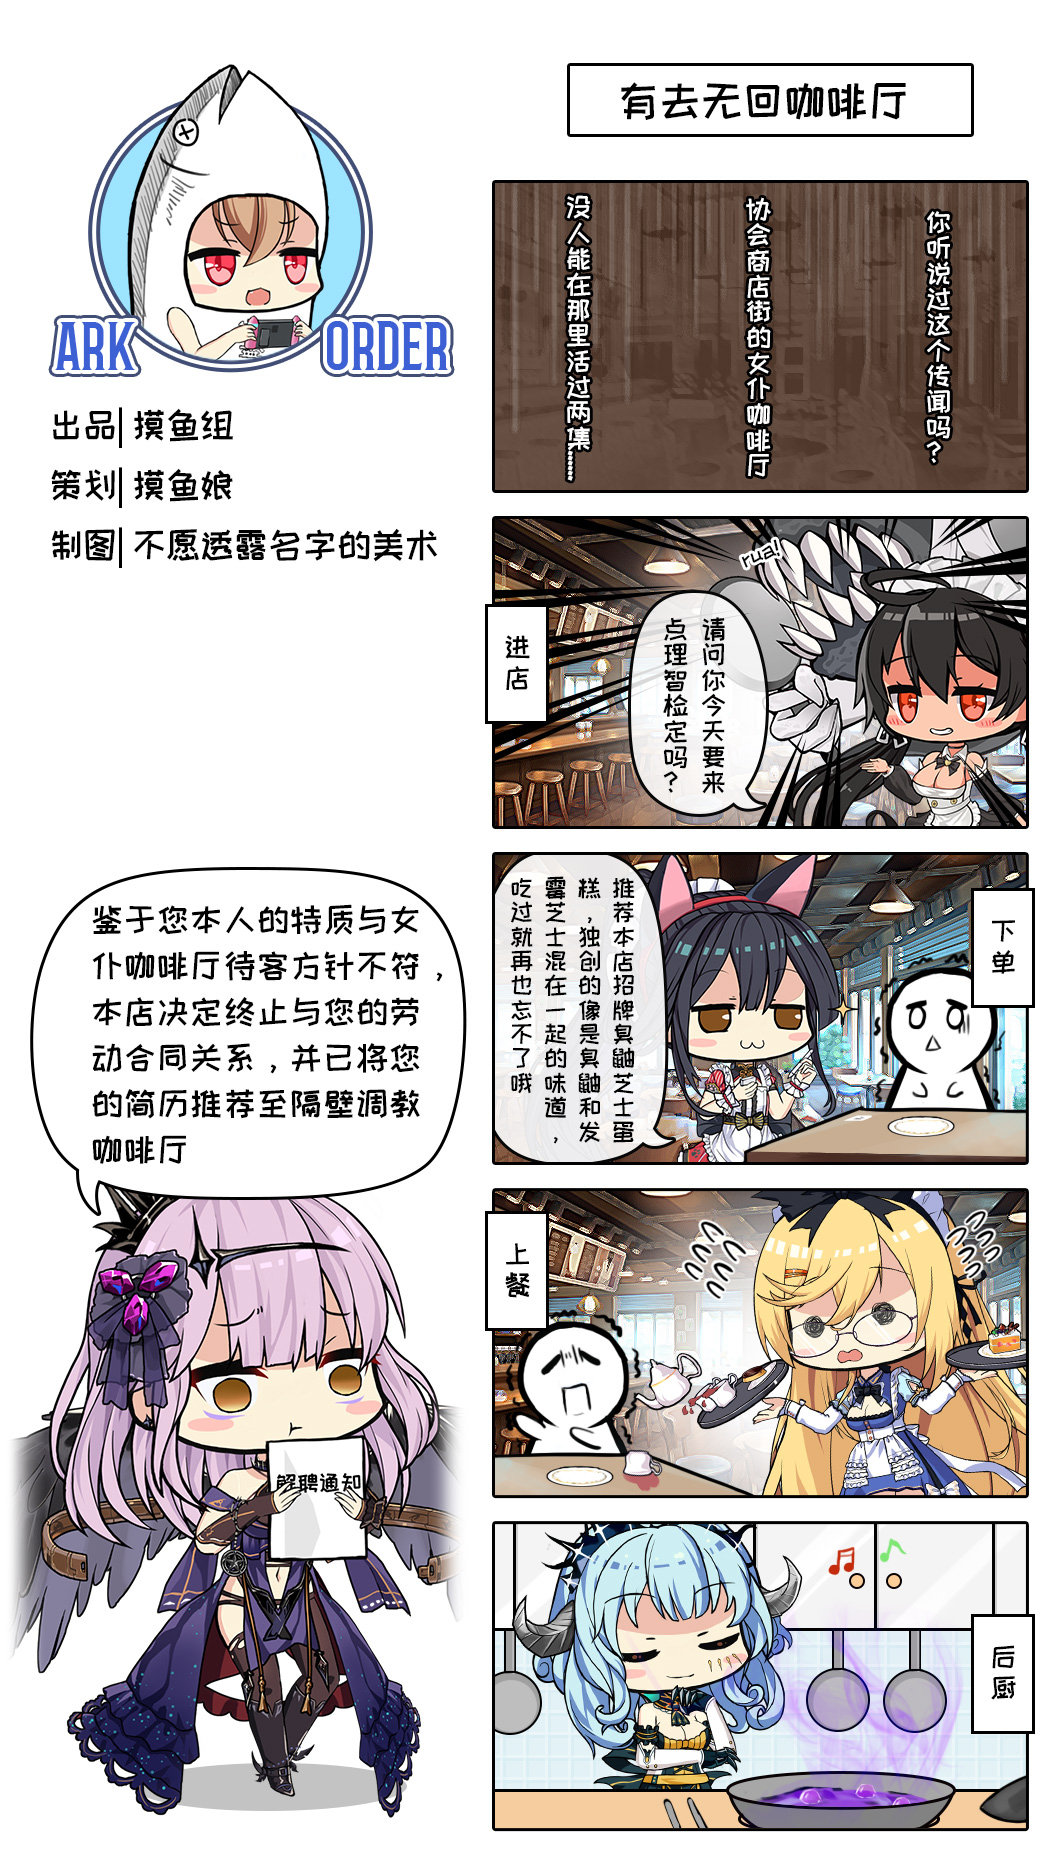 ARK ORDER
出品|摸鱼组
策划|摸鱼娘
制图|不愿透露名字的美术
有去无回咖啡厅
你听说过这个传闻吗？
协会商店街的女仆咖啡厅
没人能在那里活过两集……
进店
rua!
请问你今天要来
点理智检定吗？
下单
推荐本店招牌臭鼬芝士蛋
糕，独创的像是臭鼬和发
霉芝士混在一起的味道，
吃过就再也忘不了哦
上餐
后厨
鉴于您本人的特质与女
仆咖啡厅待客方针不符，
本店决定终止与您的劳
动合同关系，并已将您
的简历推荐至隔壁调教
咖啡厅
解聘通知